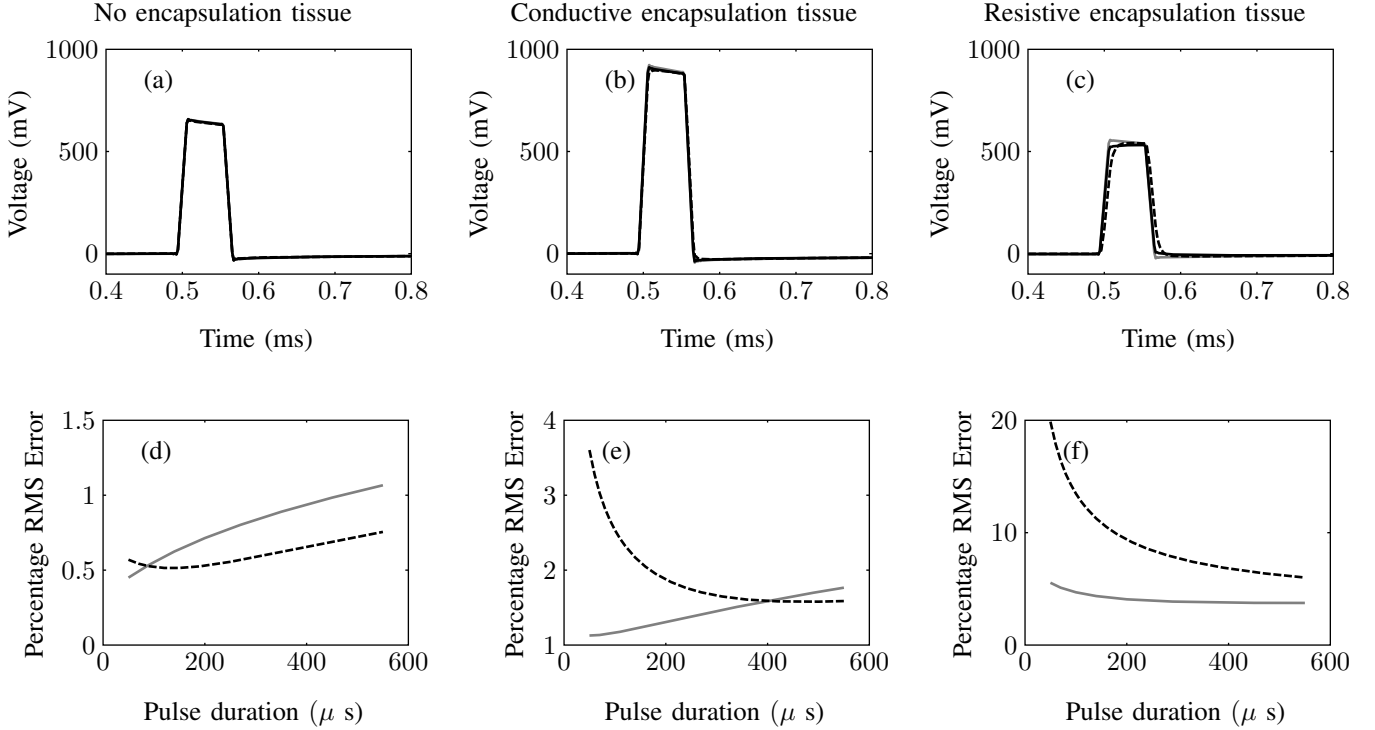 No encapsulation tissue
Conductive encapsulation tissue
Resistive encapsulation tissue
1000
500
0
0.4 0.5 0.6 0.7 0.8
Voltage (mV)
Time (ms)
(a)
1000
500
0
0.4 0.5 0.6 0.7 0.8
Voltage (mV)
Time (ms)
(b)
1000
500
0
0.4 0.5 0.6 0.7 0.8
Voltage (mV)
Time (ms)
(c)
1.5
1
0.5
0
0 200 400 600
Percentage RMS Error
Pulse duration (μ s)
(d)
4
3
2
1
0 200 400 600
Percentage RMS Error
Pulse duration (μ s)
(e)
20
10
0
0 200 400 600
Percentage RMS Error
Pulse duration (μ s)
(f)